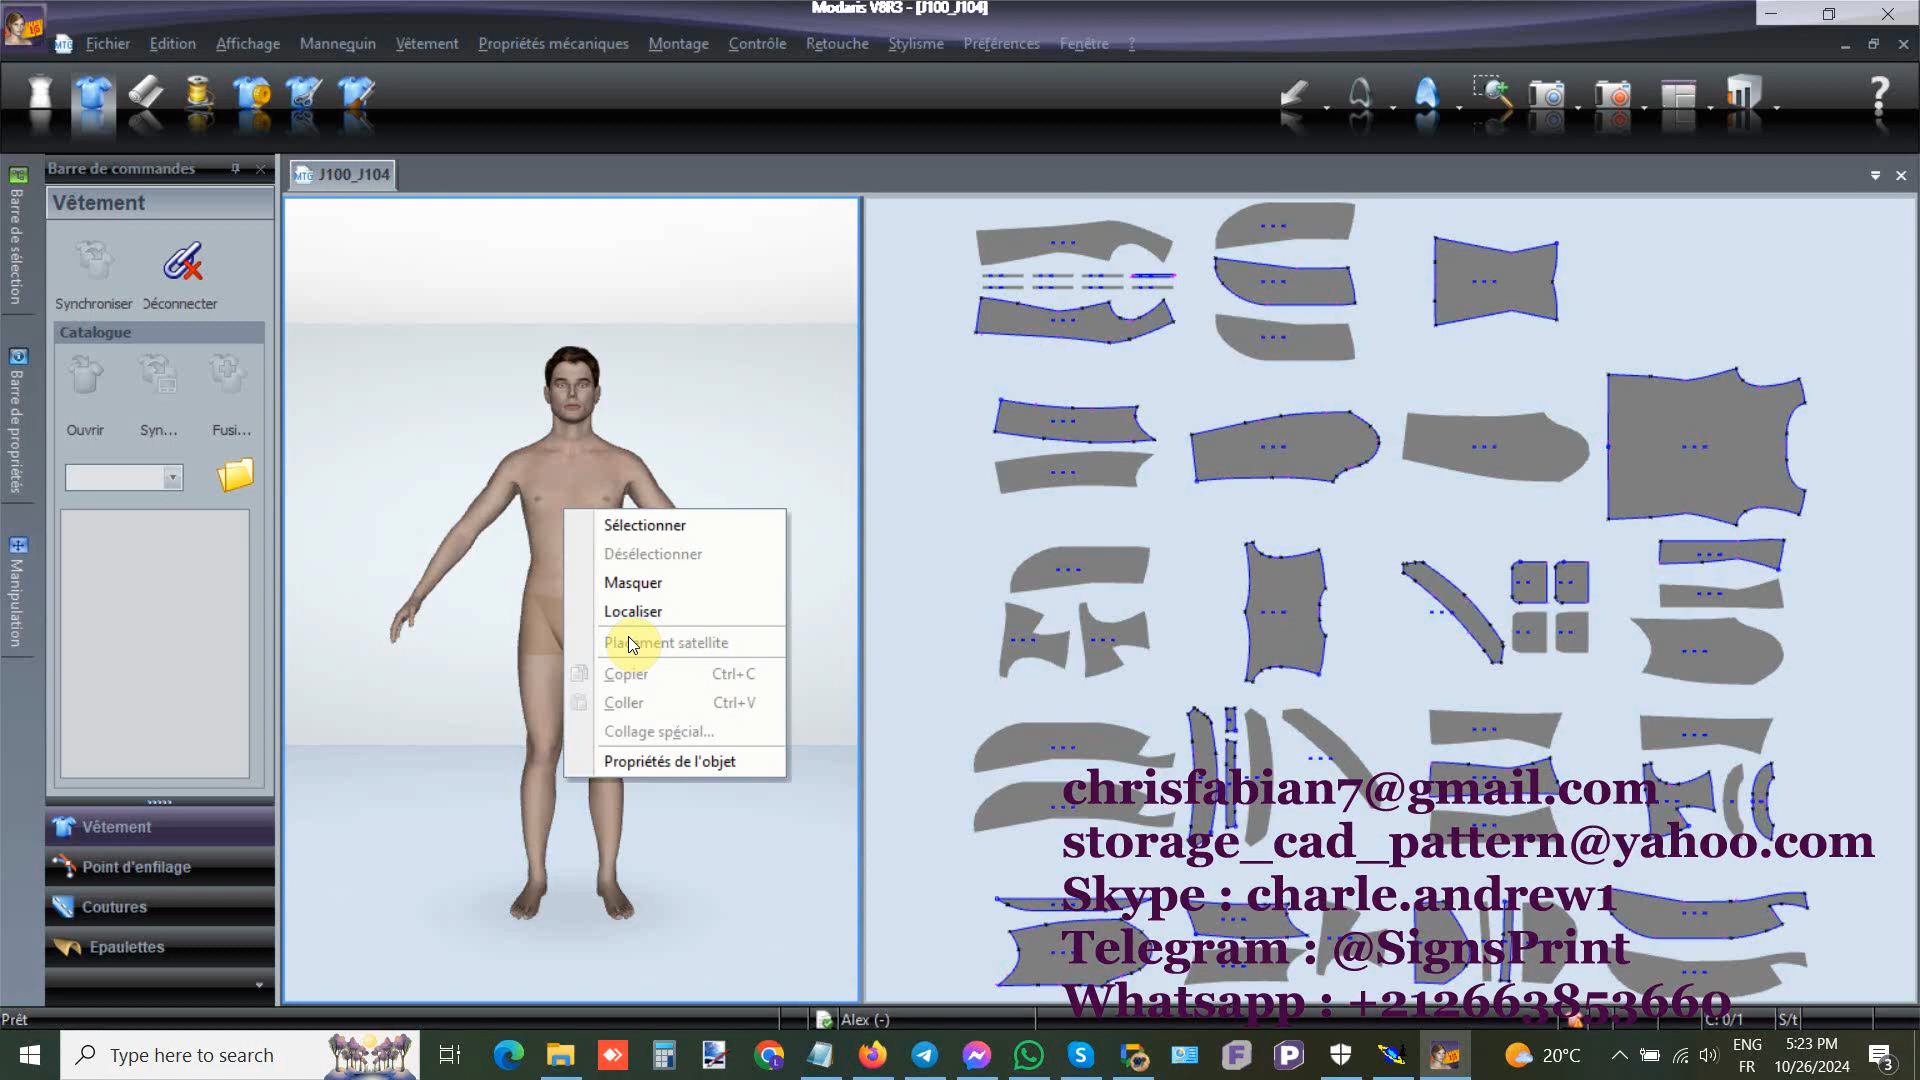 Modaris V8R3 - [J100_J104]
Fichier Edition Affichage Mannequin Vêtement Propriétés mécaniques Montage Contrôle Retouche Stylisme Préférences Fenêtre ?
Barre de commandes
J100_J104
Vêtement
Synchroniser Déconnecter
Catalogue
Ouvrir Syn... Fusi...
Barre de sélection
Barre de propriétés
Manipulation
Sélectionner
Désélectionner
Masquer
Localiser
Placement satellite
Copier Ctrl+C
Coller Ctrl+V
Collage spécial...
Propriétés de l'objet
Vêtement
Point d'enfilage
Coutures
Epaulettes
chrisfabian7@gmail.com
storage_cad_pattern@yahoo.com
Skype : charle.andrew1
Telegram : @SignsPrint
Whatsapp : +212663853660
Prêt
Alex (-)
C: 0/1 S/t
Type here to search
20°C
ENG
FR
5:23 PM
10/26/2024
3